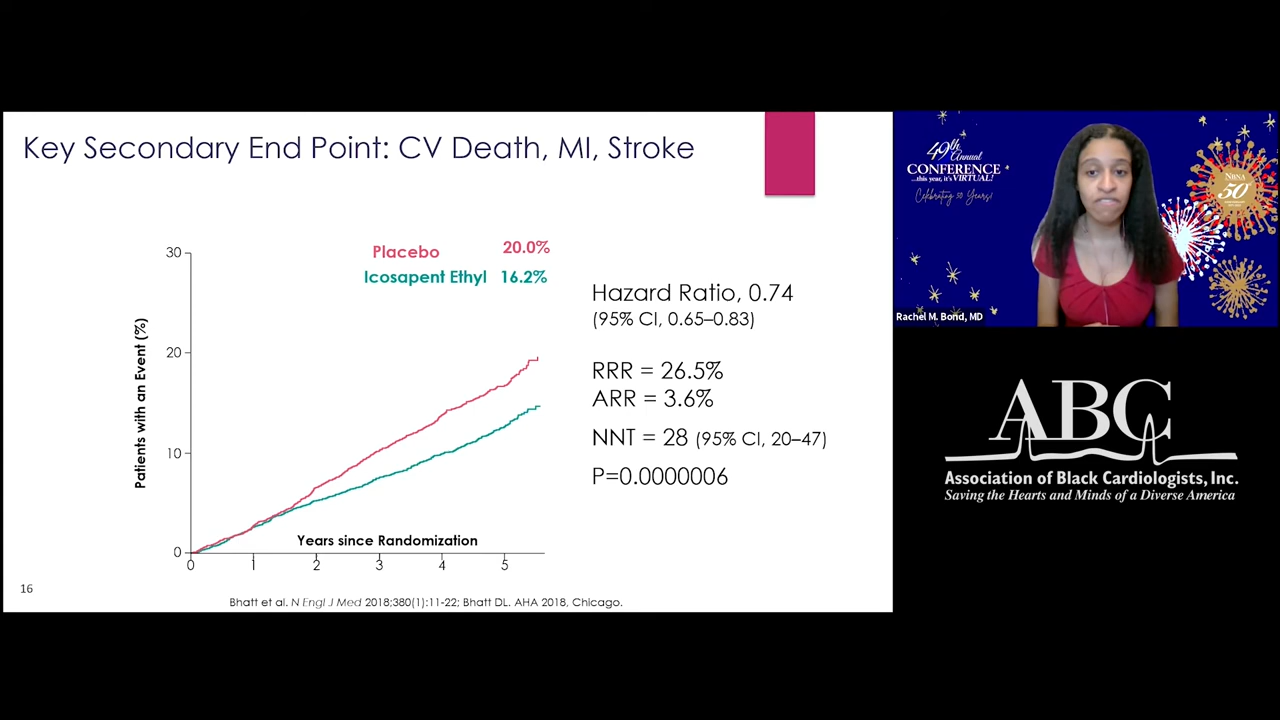 Key Secondary End Point: CV Death, MI, Stroke
Placebo 20.0%
Icosapent Ethyl 16.2%
30
20
10
0
Patients with an Event (%)
Years since Randomization
0 1 2 3 4 5
Hazard Ratio, 0.74
(95% CI, 0.65–0.83)
RRR = 26.5%
ARR = 3.6%
NNT = 28 (95% CI, 20–47)
P=0.0000006
16
Bhatt et al. N Engl J Med 2018;380(1):11-22; Bhatt DL. AHA 2018, Chicago.
49th
Annual
CONFERENCE
...this year, it's VIRTUAL!
Celebrating 50 Years!
NBNA
50
Rachel M. Bond, MD
ABC
Association of Black Cardiologists, Inc.
Saving the Hearts and Minds of a Diverse America